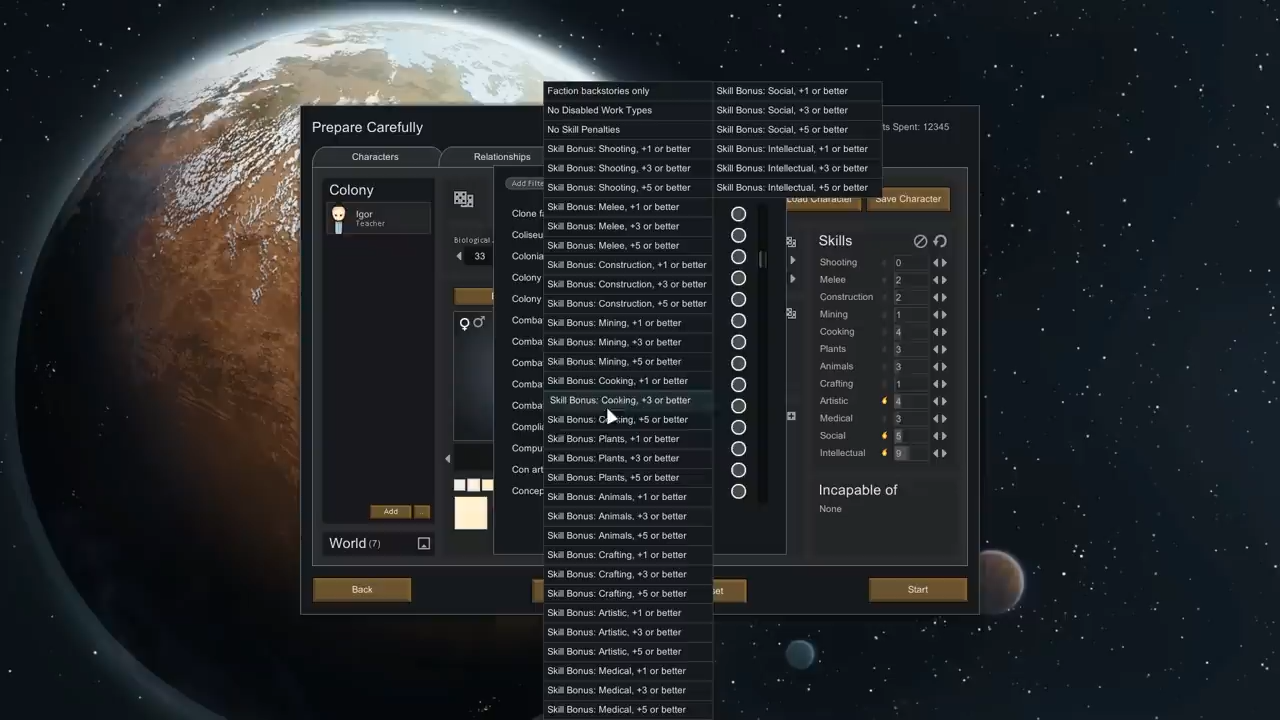 Prepare Carefully
ts Spent: 12345
Characters
Relationships
Colony
Igor
Teacher
Add
World (7)
Back
Start
Add Filte
Biological
33
Clone fa
Coliseu
Colonia
Colony
Colony
Comba
Comba
Comba
Comba
Comba
Complia
Compu
Con art
Concep
Faction backstories only
No Disabled Work Types
No Skill Penalties
Skill Bonus: Shooting, +1 or better
Skill Bonus: Shooting, +3 or better
Skill Bonus: Shooting, +5 or better
Skill Bonus: Melee, +1 or better
Skill Bonus: Melee, +3 or better
Skill Bonus: Melee, +5 or better
Skill Bonus: Construction, +1 or better
Skill Bonus: Construction, +3 or better
Skill Bonus: Construction, +5 or better
Skill Bonus: Mining, +1 or better
Skill Bonus: Mining, +3 or better
Skill Bonus: Mining, +5 or better
Skill Bonus: Cooking, +1 or better
Skill Bonus: Cooking, +3 or better
Skill Bonus: Cooking, +5 or better
Skill Bonus: Plants, +1 or better
Skill Bonus: Plants, +3 or better
Skill Bonus: Plants, +5 or better
Skill Bonus: Animals, +1 or better
Skill Bonus: Animals, +3 or better
Skill Bonus: Animals, +5 or better
Skill Bonus: Crafting, +1 or better
Skill Bonus: Crafting, +3 or better
Skill Bonus: Crafting, +5 or better
Skill Bonus: Artistic, +1 or better
Skill Bonus: Artistic, +3 or better
Skill Bonus: Artistic, +5 or better
Skill Bonus: Medical, +1 or better
Skill Bonus: Medical, +3 or better
Skill Bonus: Medical, +5 or better
Skill Bonus: Social, +1 or better
Skill Bonus: Social, +3 or better
Skill Bonus: Social, +5 or better
Skill Bonus: Intellectual, +1 or better
Skill Bonus: Intellectual, +3 or better
Skill Bonus: Intellectual, +5 or better
Load Character
Save Character
Skills
Shooting 0
Melee 2
Construction 2
Mining 1
Cooking 4
Plants 3
Animals 3
Crafting 1
Artistic 4
Medical 3
Social 5
Intellectual 9
Incapable of
None
set